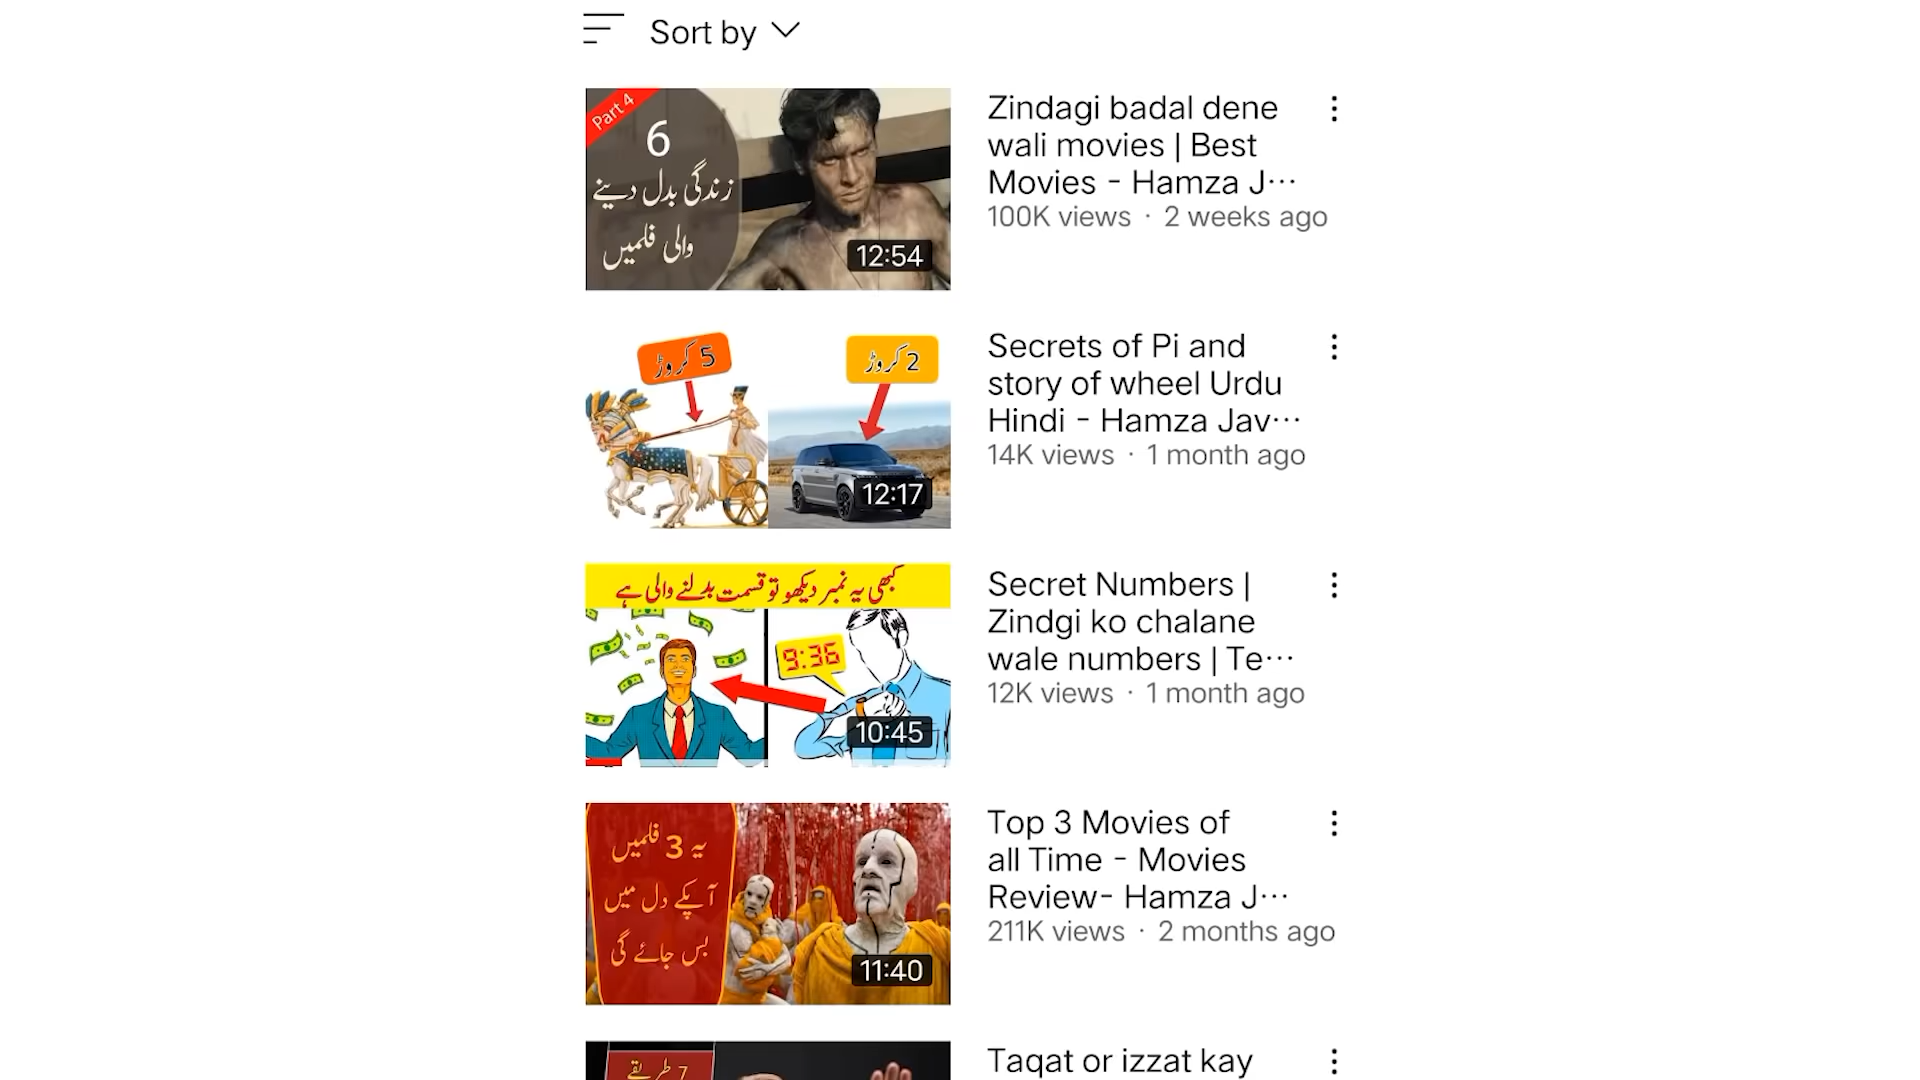 Sort by
Part 4
6
زندگی بدل دینے
والی فلمیں
12:54
Zindagi badal dene
wali movies | Best
Movies - Hamza J...
100K views · 2 weeks ago
5 کروڑ
2 کروڑ
12:17
Secrets of Pi and
story of wheel Urdu
Hindi - Hamza Jav...
14K views · 1 month ago
کبھی یہ نمبر دیکھو تو قسمت بدلنے والی ہے
9:36
10:45
Secret Numbers |
Zindgi ko chalane
wale numbers | Te...
12K views · 1 month ago
یہ 3 فلمیں
آپکے دل میں
بس جائے گی
11:40
Top 3 Movies of
all Time - Movies
Review- Hamza J...
211K views · 2 months ago
7 طریقے
Taqat or izzat kay